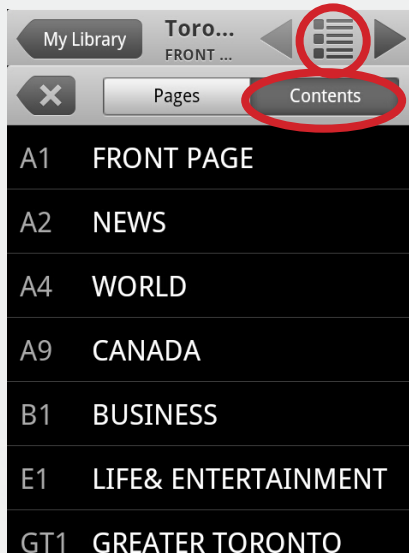 My Library Toro...
FRONT ...
Pages Contents
A1 FRONT PAGE
A2 NEWS
A4 WORLD
A9 CANADA
B1 BUSINESS
E1 LIFE& ENTERTAINMENT
GT1 GREATER TORONTO